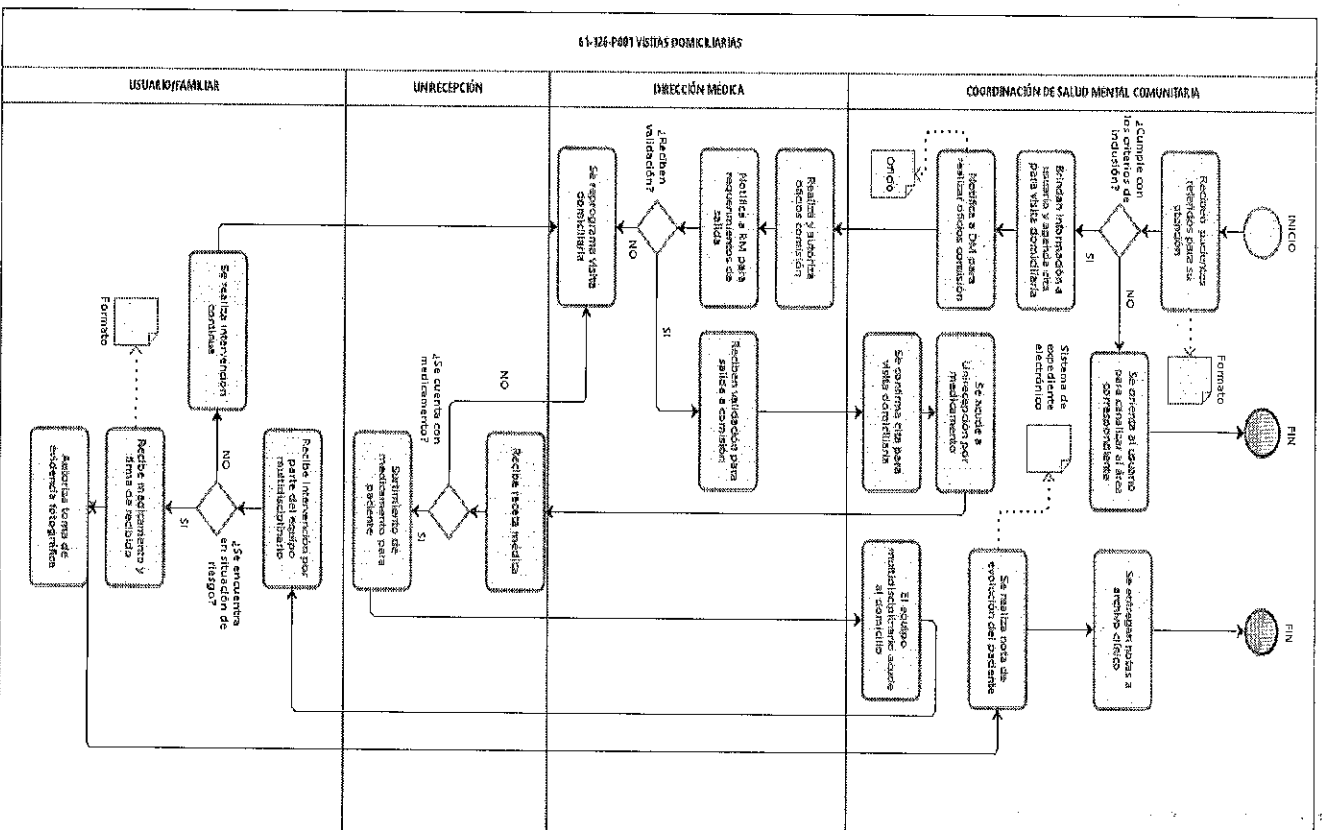 61-126-P001 VISITAS DOMICILIARIAS
COORDINACIÓN DE SALUD MENTAL COMUNITARIA
INICIO
Reciben pacientes
referidos para su
atención
Formato
¿Cumple con
los criterios de
inclusión?
NO
SI
Se orienta al usuario
para canalizar al área
correspondiente
FIN
Brindan información a
usuario y agenda cita
para visita domiciliaria
Notifica a DM para
realizar oficios comisión
Oficio
Sistema de
expediente
electrónico
Se acude a
Unirecepción por
medicamento
Se confirma cita para
visita domiciliaria
El equipo
multidisciplinario acude
al domicilio
Se realiza nota de
evolución del paciente
Se entregan notas a
archivo clínico
FIN
DIRECCIÓN MÉDICA
Realiza y autoriza
oficios comisión
Notifica a RM para
requerimientos de
salida
¿Reciben
validación?
SI
NO
Reciben validación para
salida a comisión
Se reprograma visita
domiciliaria
UNIRECEPCIÓN
Recibe receta médica
NO
¿Se cuenta con
medicamento?
SI
Surtimiento de
medicamento para
paciente
USUARIO/FAMILIAR
Recibe intervención por
parte del equipo
multidisciplinario
¿Se encuentra
en situación de
riesgo?
NO
SI
Se realiza intervención
continua
Recibe medicamento y
firma de recibido
Formato
Autoriza toma de
evidencia fotográfica